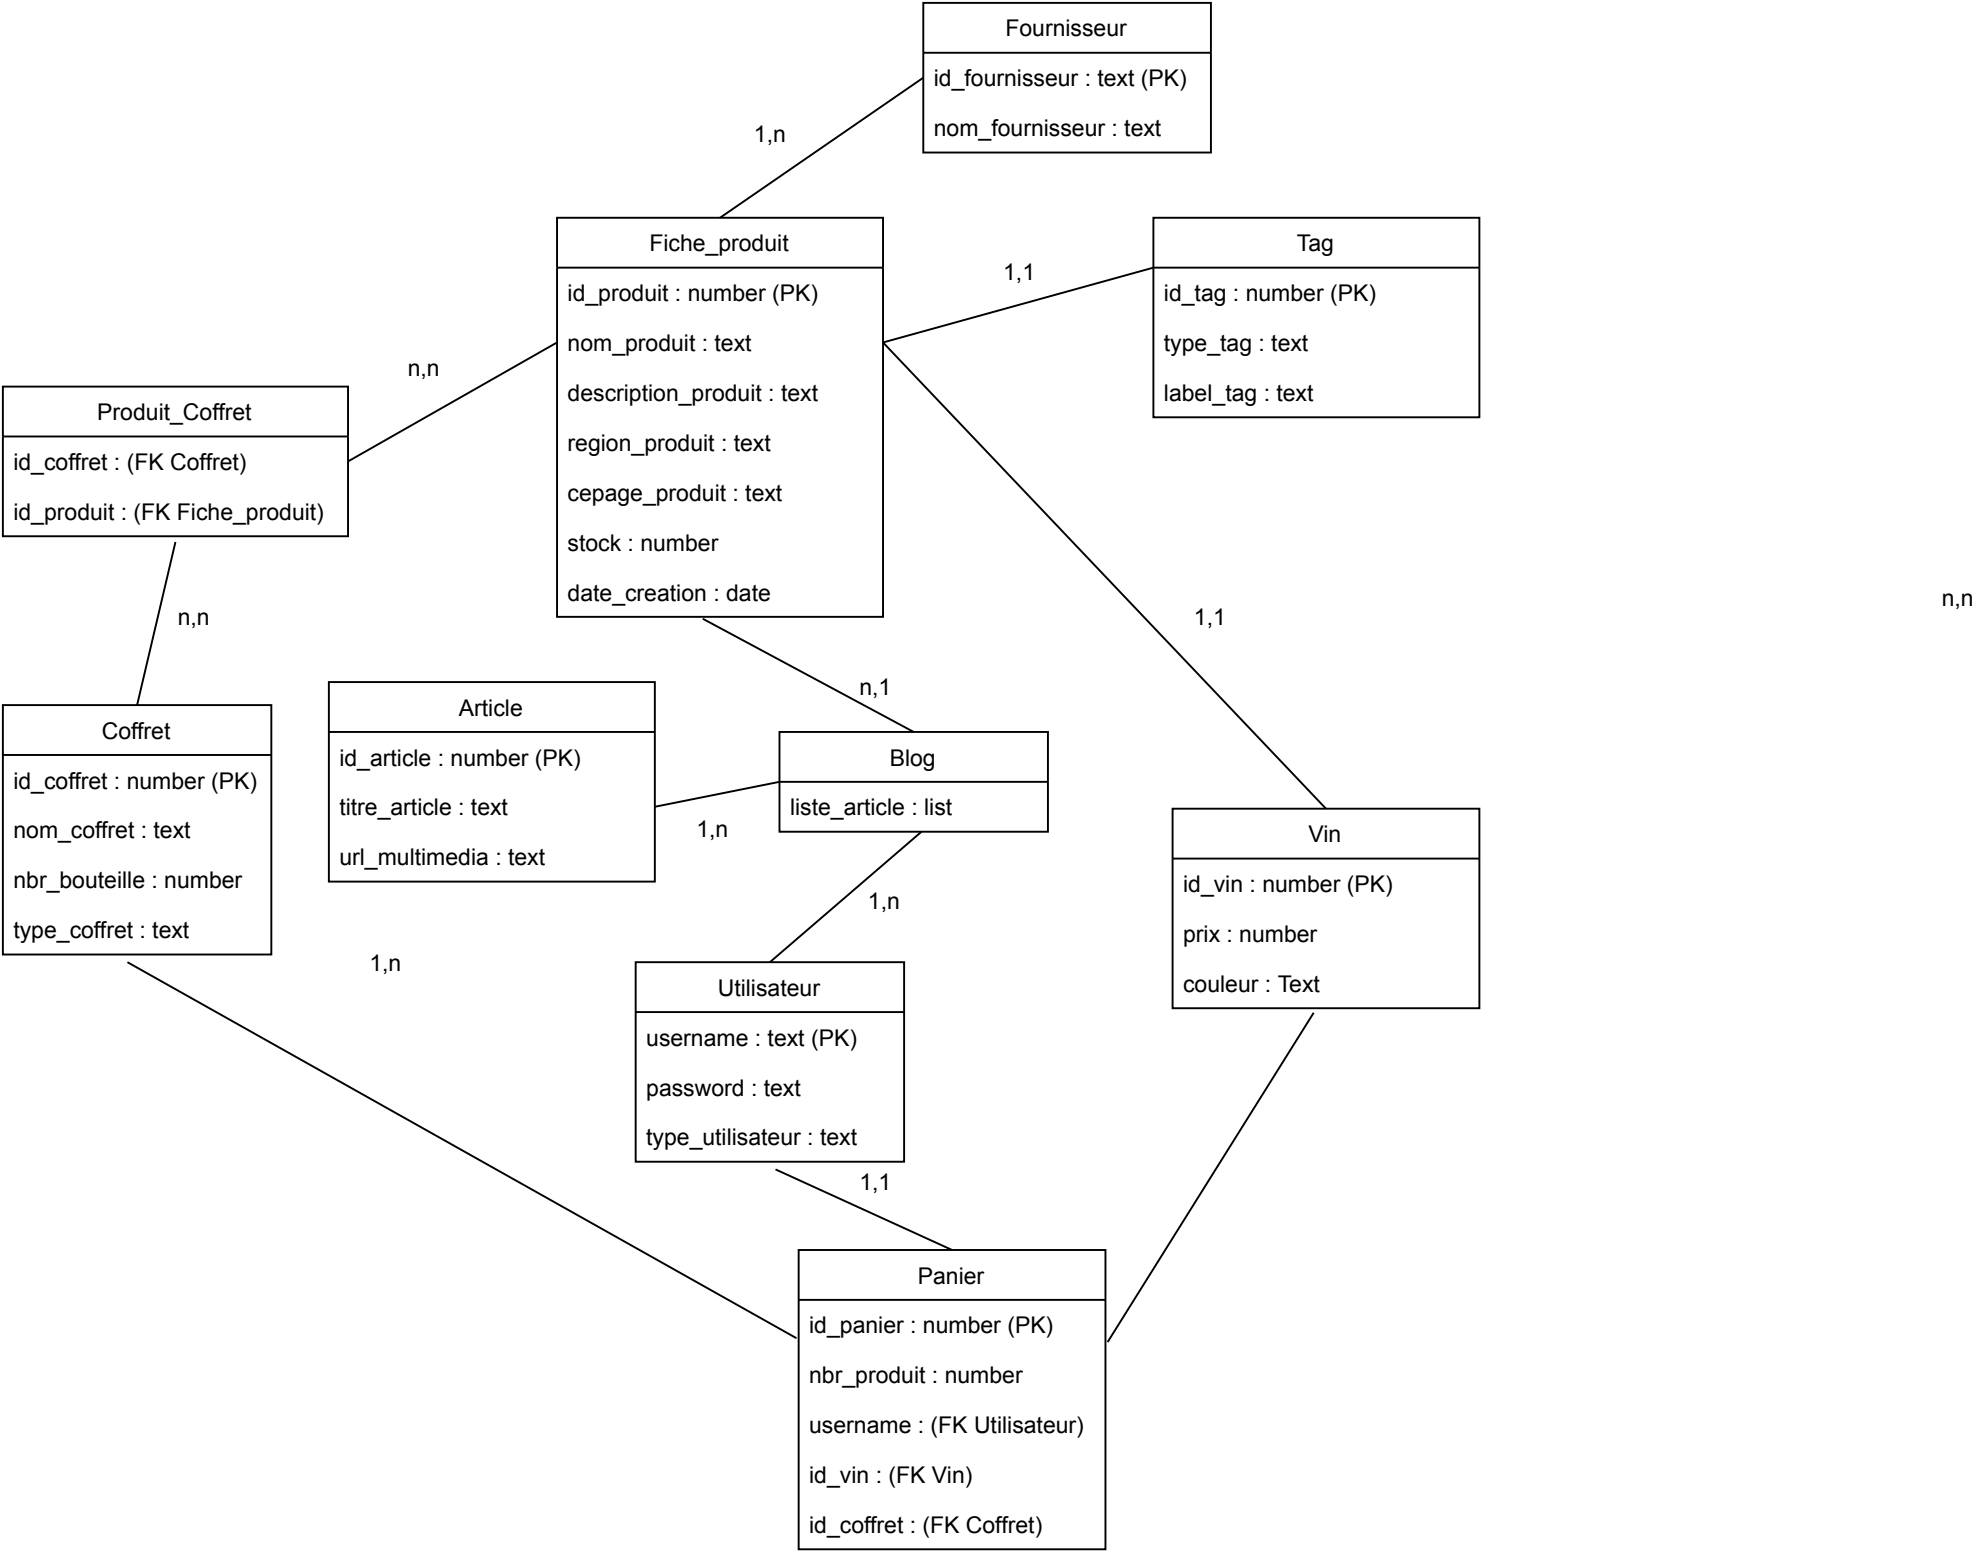 Fournisseur
id_fournisseur : text (PK)
nom_fournisseur : text
1,n
Fiche_produit
id_produit : number (PK)
nom_produit : text
description_produit : text
region_produit : text
cepage_produit : text
stock : number
date_creation : date
1,1
Tag
id_tag : number (PK)
type_tag : text
label_tag : text
n,n
Produit_Coffret
id_coffret : (FK Coffret)
id_produit : (FK Fiche_produit)
n,n
1,1
n,n
n,1
Coffret
id_coffret : number (PK)
nom_coffret : text
nbr_bouteille : number
type_coffret : text
Article
id_article : number (PK)
titre_article : text
url_multimedia : text
1,n
Blog
liste_article : list
1,n
Vin
id_vin : number (PK)
prix : number
couleur : Text
1,n
Utilisateur
username : text (PK)
password : text
type_utilisateur : text
1,1
Panier
id_panier : number (PK)
nbr_produit : number
username : (FK Utilisateur)
id_vin : (FK Vin)
id_coffret : (FK Coffret)